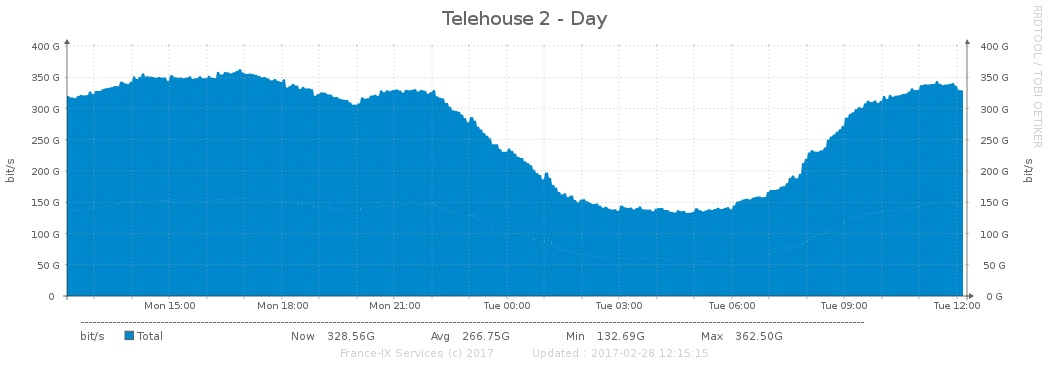 Telehouse 2 - Day
RRDTOOL / TOBI OETIKER
bit/s
400 G 400 G
350 G 350 G
300 G 300 G
250 G 250 G
200 G 200 G
150 G 150 G
100 G 100 G
50 G 50 G
0 0 G
bit/s
Mon 15:00 Mon 18:00 Mon 21:00 Tue 00:00 Tue 03:00 Tue 06:00 Tue 09:00 Tue 12:00
bit/s Total Now 328.56G Avg 266.75G Min 132.69G Max 362.50G
France-IX Services (c) 2017 Updated : 2017-02-28 12:15:15